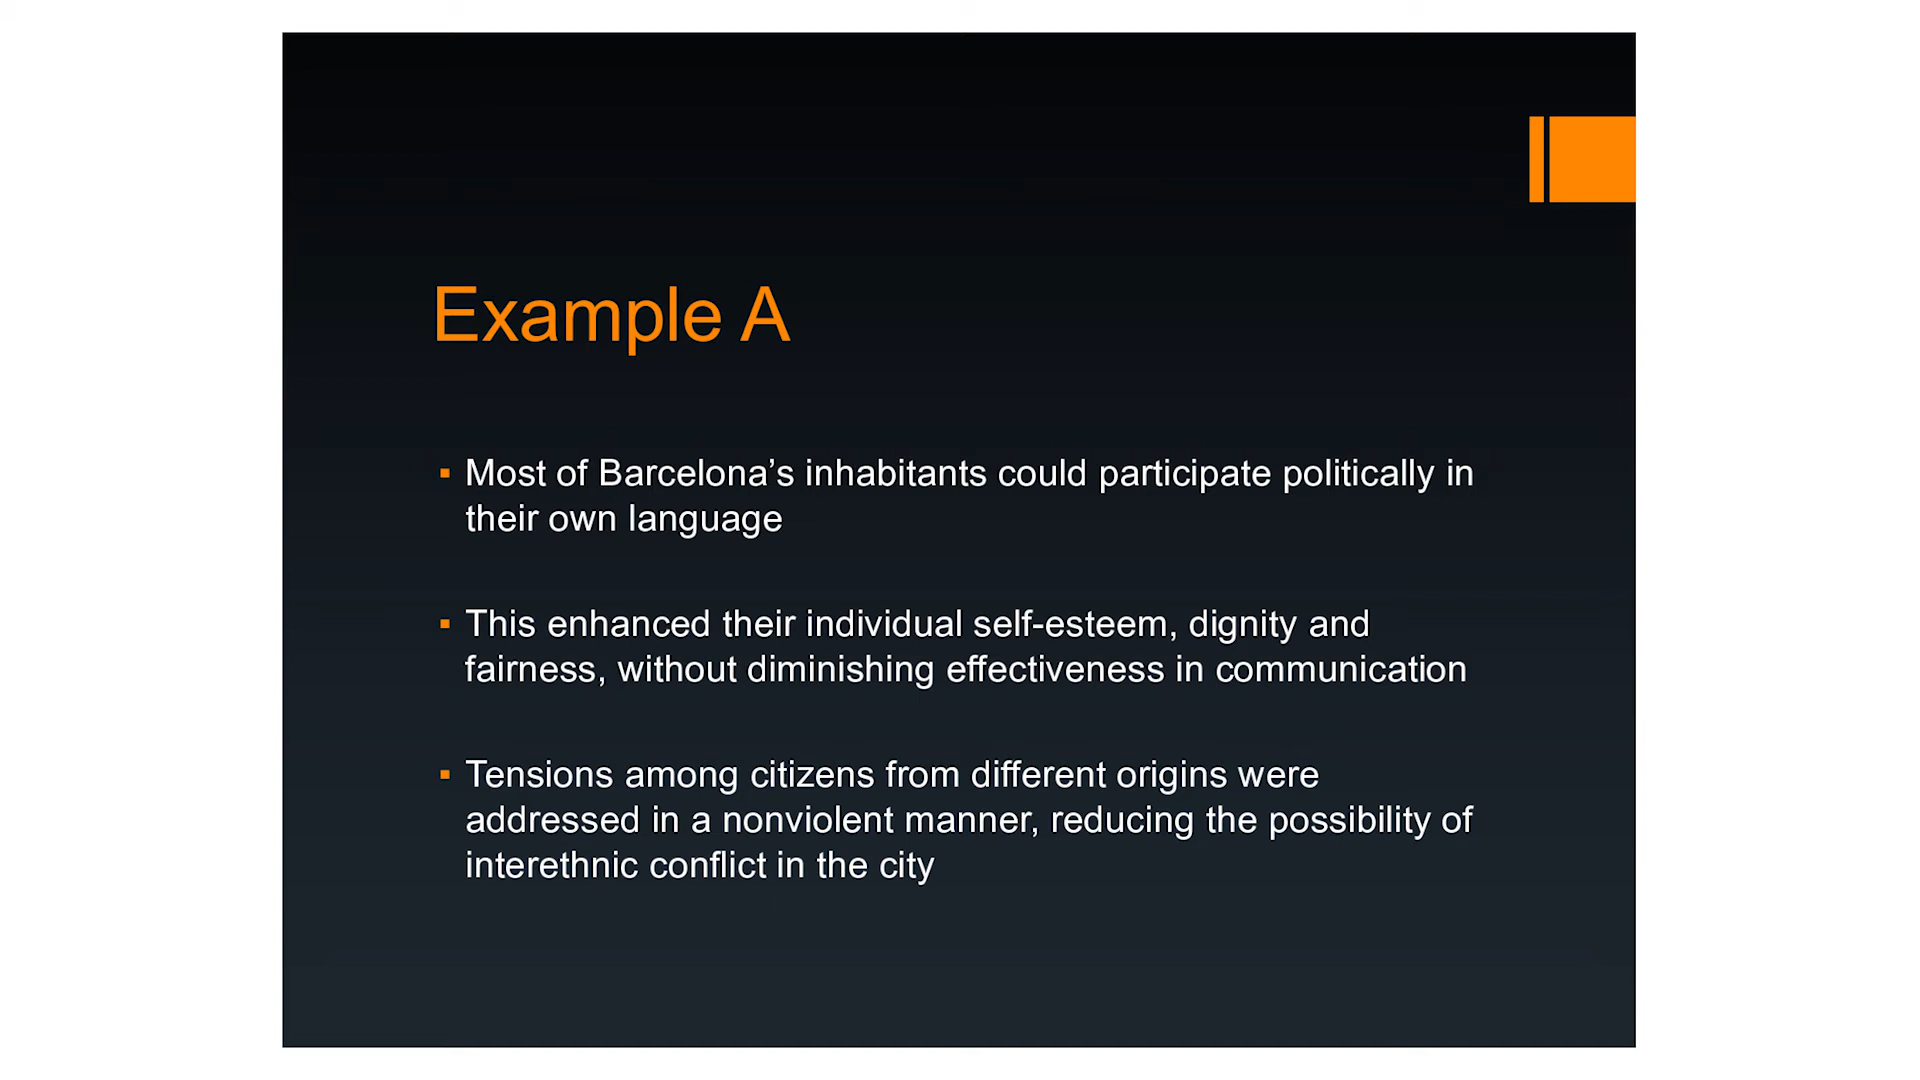 Example A
Most of Barcelona’s inhabitants could participate politically in
their own language
This enhanced their individual self-esteem, dignity and
fairness, without diminishing effectiveness in communication
Tensions among citizens from different origins were
addressed in a nonviolent manner, reducing the possibility of
interethnic conflict in the city